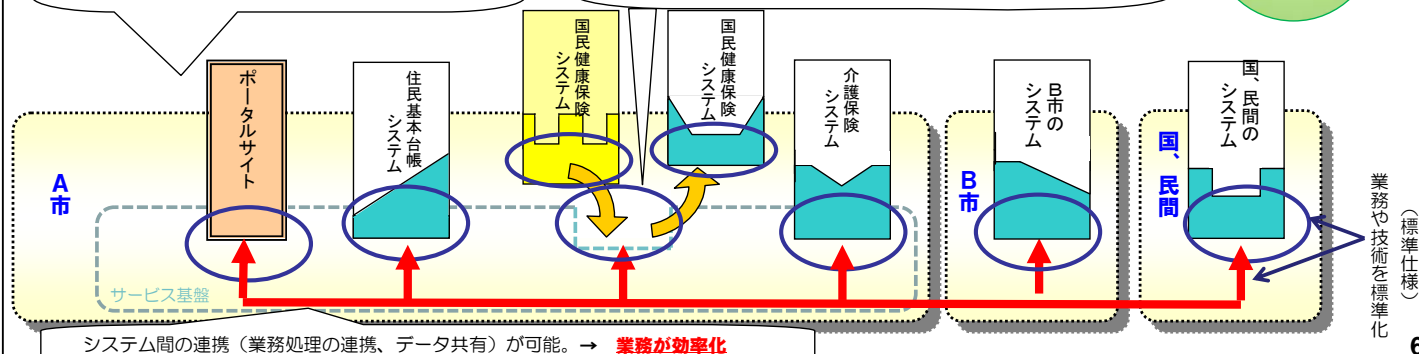 A市
ポータルサイト
住民基本台帳
システム
国民健康保険
システム
国民健康保険
システム
介護保険
システム
サービス基盤
B市
B市の
システム
国、民間
国、民間の
システム
業務や技術を標準化
（標準仕様）
システム間の連携（業務処理の連携、データ共有）が可能。→ 業務が効率化
6